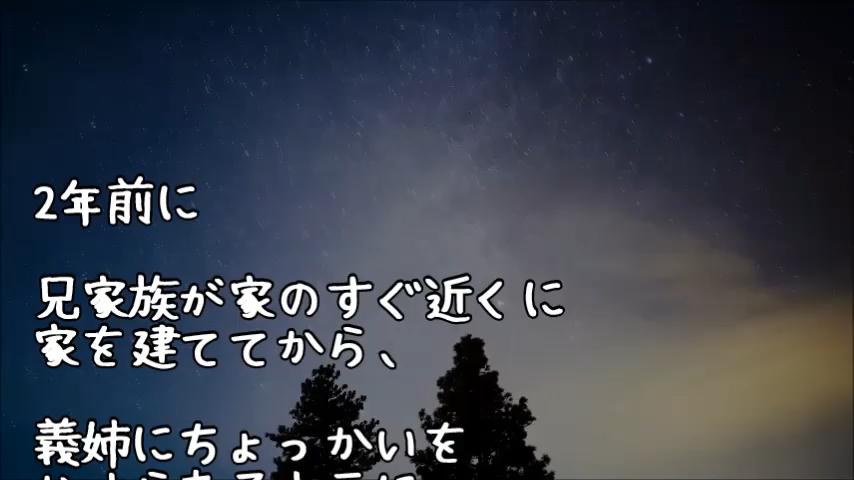 2年前に
兄家族が家のすぐ近くに
家を建ててから、
義姉にちょっかいを